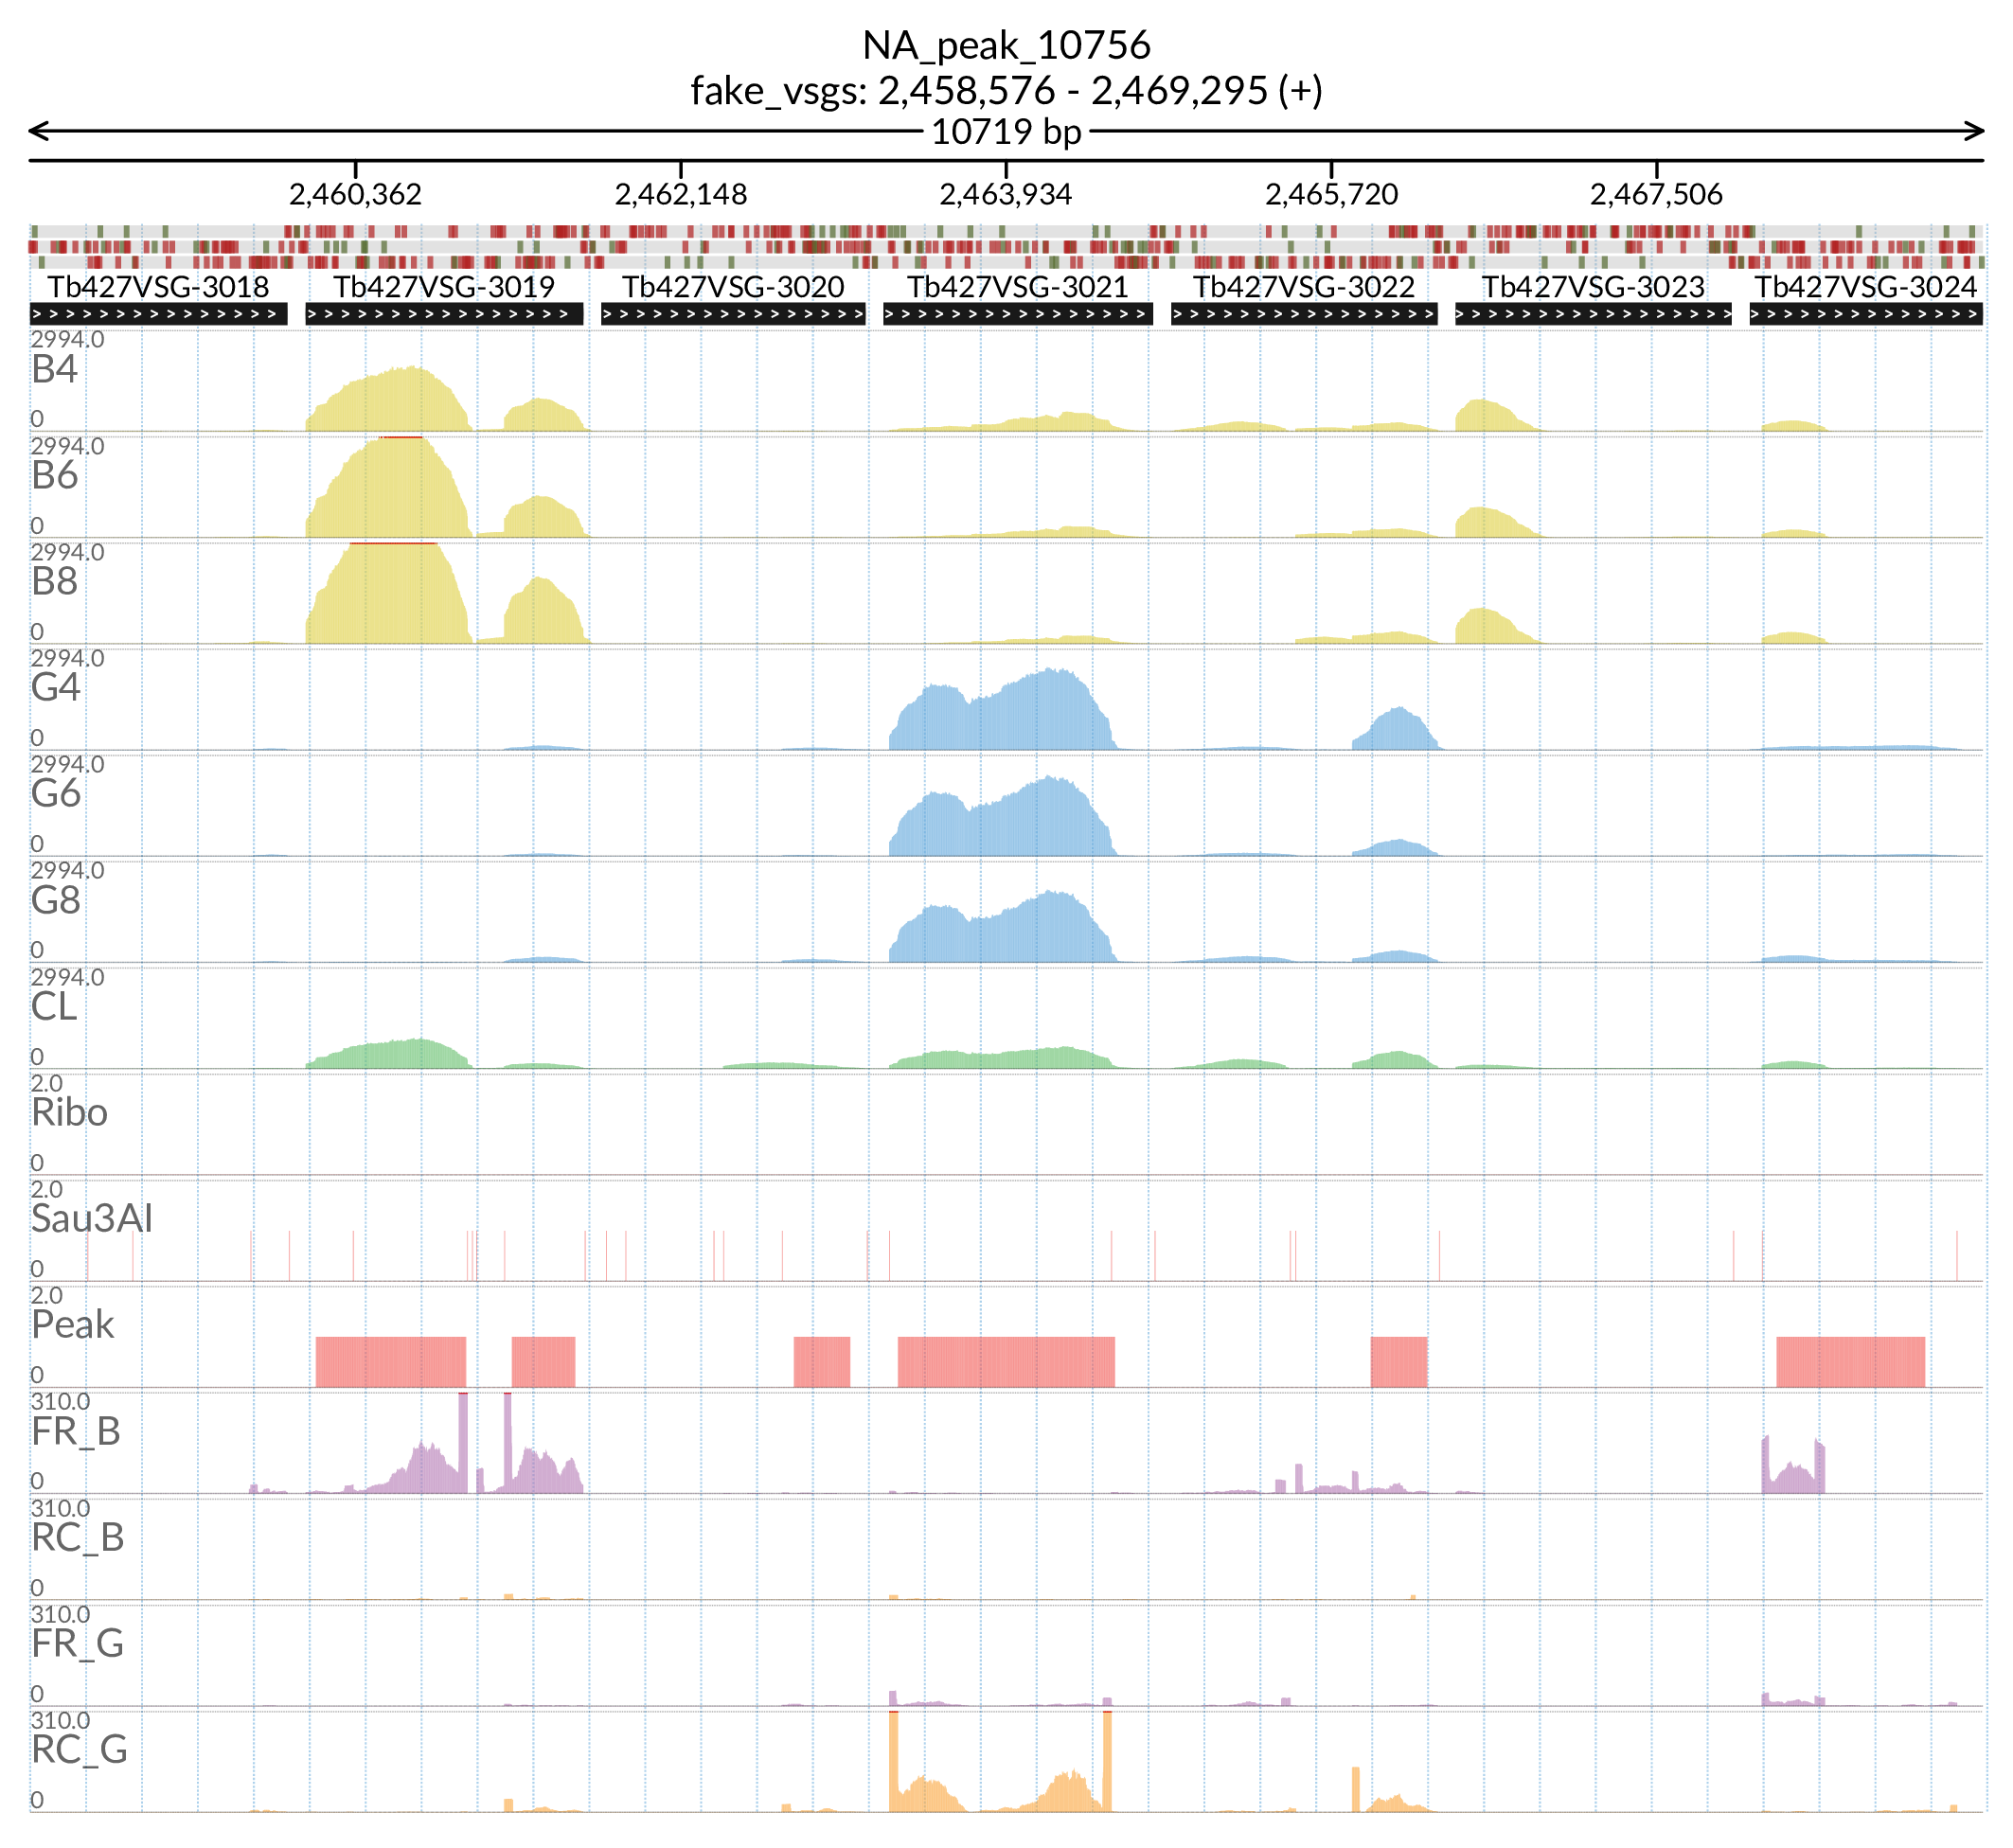 NA_peak_10756
fake_vsgs: 2,458,576 - 2,469,295 (+)
10719 bp
2,460,362 2,462,148 2,463,934 2,465,720 2,467,506
Tb427VSG-3018 Tb427VSG-3019 Tb427VSG-3020 Tb427VSG-3021 Tb427VSG-3022 Tb427VSG-3023 Tb427VSG-3024
2994.0
B4
0
2994.0
B6
0
2994.0
B8
0
2994.0
G4
0
2994.0
G6
0
2994.0
G8
0
2994.0
CL
0
2.0
Ribo
0
2.0
Sau3AI
0
2.0
Peak
0
310.0
FR_B
0
310.0
RC_B
0
310.0
FR_G
0
310.0
RC_G
0